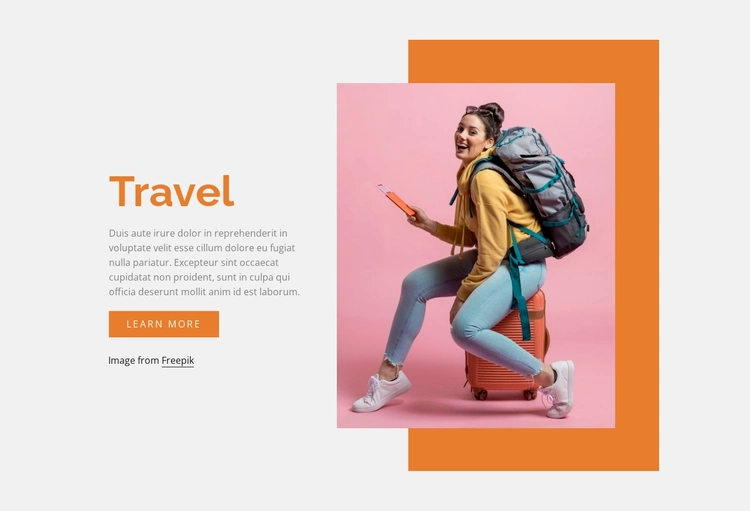 Travel
Duis aute irure dolor in reprehenderit in
voluptate velit esse cillum dolore eu fugiat
nulla pariatur. Excepteur sint occaecat
cupidatat non proident, sunt in culpa qui
officia deserunt mollit anim id est laborum.
LEARN MORE
Image from Freepik